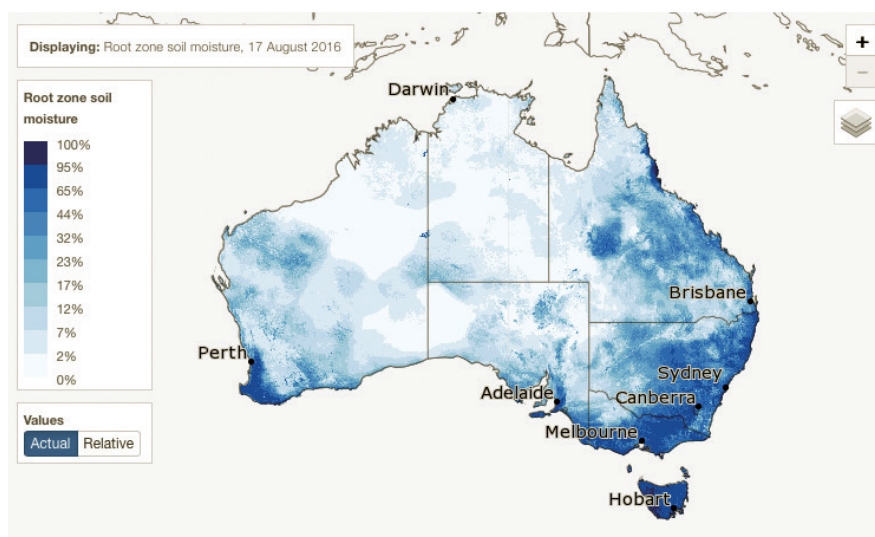 Displaying: Root zone soil moisture, 17 August 2016
+
−
Root zone soil
moisture
100%
95%
65%
44%
32%
23%
17%
12%
7%
2%
0%
Values
Actual Relative
Darwin
Brisbane
Perth
Sydney
Adelaide
Canberra
Melbourne
Hobart